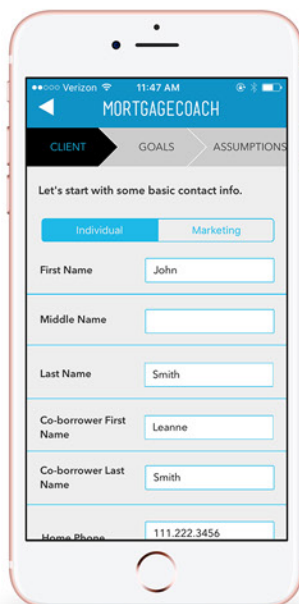 Verizon 11:47 AM
MORTGAGECOACH
CLIENT GOALS ASSUMPTIONS
Let's start with some basic contact info.
Individual Marketing
First Name John
Middle Name
Last Name Smith
Co-borrower First
Name Leanne
Co-borrower Last
Name Smith
Home Phone 111.222.3456